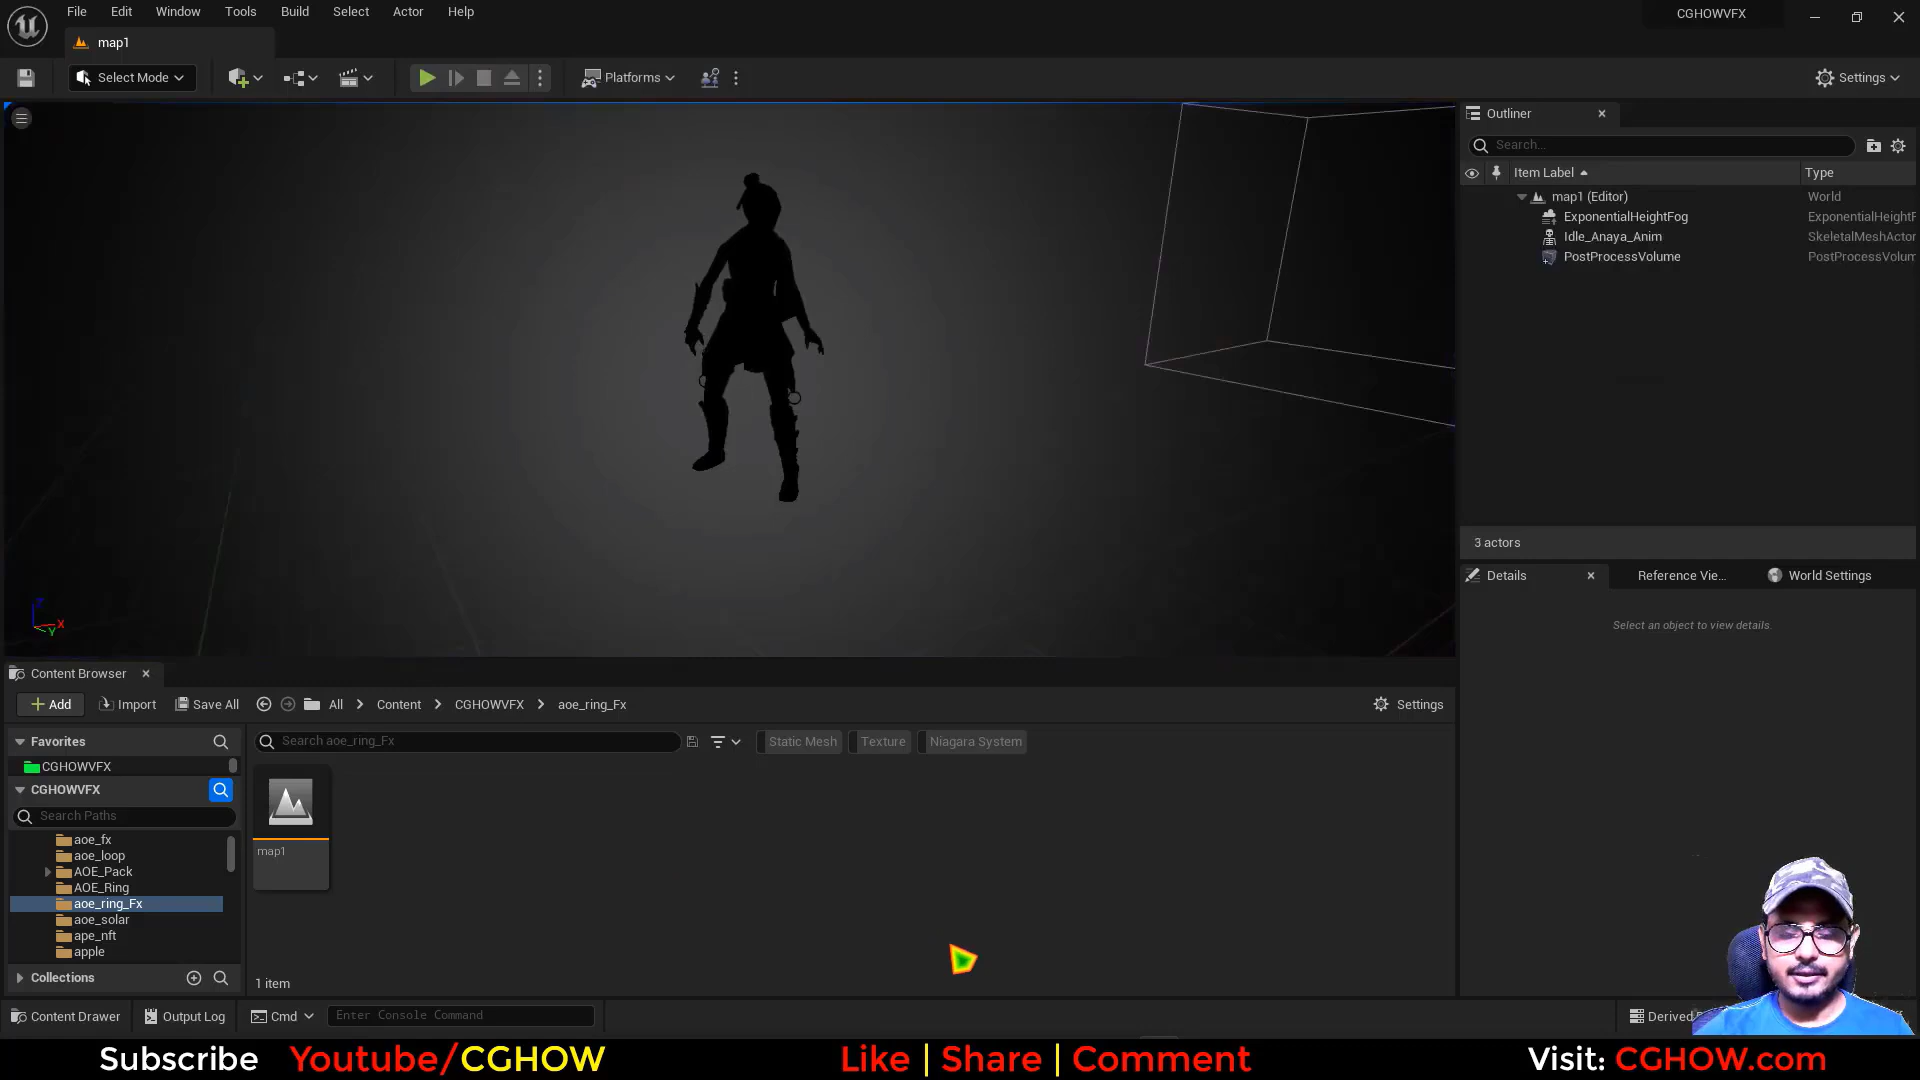 File Edit Window Tools Build Select Actor Help
CGHOWVFX
map1
Select Mode
Platforms
Settings
Outliner
Search...
Item Label
Type
map1 (Editor)
World
ExponentialHeightFog
ExponentialHeightF
Idle_Anaya_Anim
SkeletalMeshActor
PostProcessVolume
PostProcessVolum
3 actors
Details
Reference Vie...
World Settings
Select an object to view details.
X
Y
Content Browser
Add
Import
Save All
All
Content
CGHOWVFX
aoe_ring_Fx
Settings
Favorites
Search aoe_ring_Fx
Static Mesh
Texture
Niagara System
CGHOWVFX
CGHOWVFX
Search Paths
aoe_fx
aoe_loop
AOE_Pack
AOE_Ring
aoe_ring_Fx
aoe_solar
ape_nft
apple
map1
Collections
1 item
Content Drawer
Output Log
Cmd
Enter Console Command
Subscribe Youtube/CGHOW
Like | Share | Comment
Visit: CGHOW.com